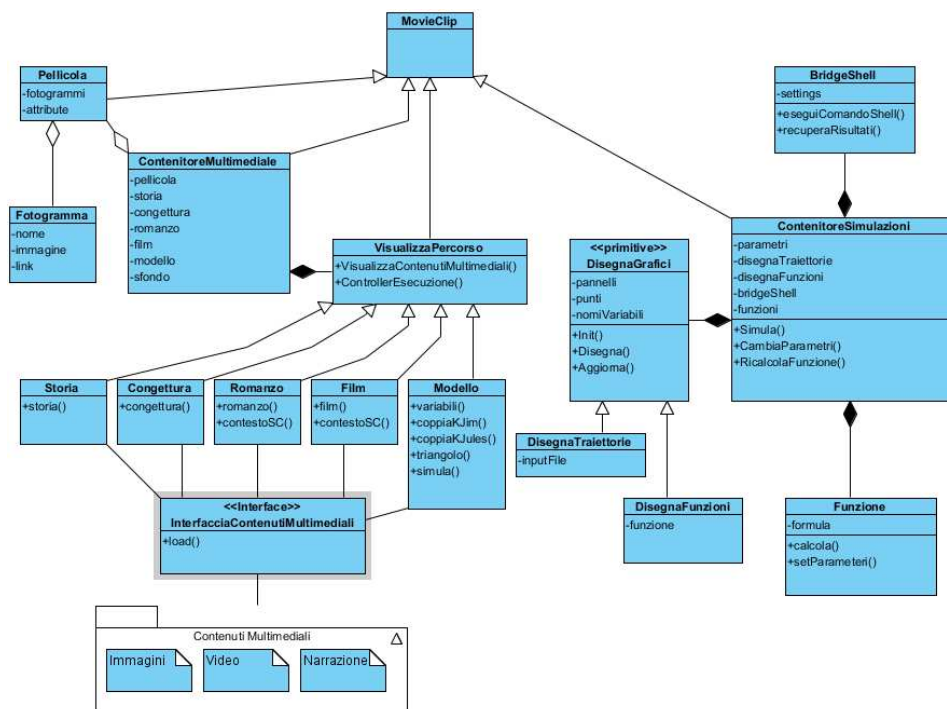 MovieClip
Pellicola
-fotogrammi
-attribute
BridgeShell
-settings
+eseguiComandoShell()
+recuperaRisultati()
ContenitoreMultimediale
-pellicola
-storia
-congettura
-romanzo
-film
-modello
-sfondo
Fotogramma
-nome
-immagine
-link
VisualizzaPercorso
+VisualizzaContenutiMultimediali()
+ControllerEsecuzione()
<<primitive>>
DisegnaGrafici
-pannelli
-punti
-nomiVariabili
+Init()
+Disegna()
+Aggiorna()
ContenitoreSimulazioni
-parametri
-disegnaTraiettorie
-disegnaFunzioni
-bridgeShell
-funzioni
+Simula()
+CambiaParametri()
+RicalcolaFunzione()
Storia
+storia()
Congettura
+congettura()
Romanzo
+romanzo()
+contestoSC()
Film
+film()
+contestoSC()
Modello
+variabili()
+coppiaKJim()
+coppiaKJules()
+triangolo()
+simula()
DisegnaTraiettorie
-inputFile
<<Interface>>
InterfacciaContenutiMultimediali
+load()
DisegnaFunzioni
-funzione
Funzione
-formula
+calcola()
+setParameteri()
Contenuti Multimediali
Immagini
Video
Narrazione